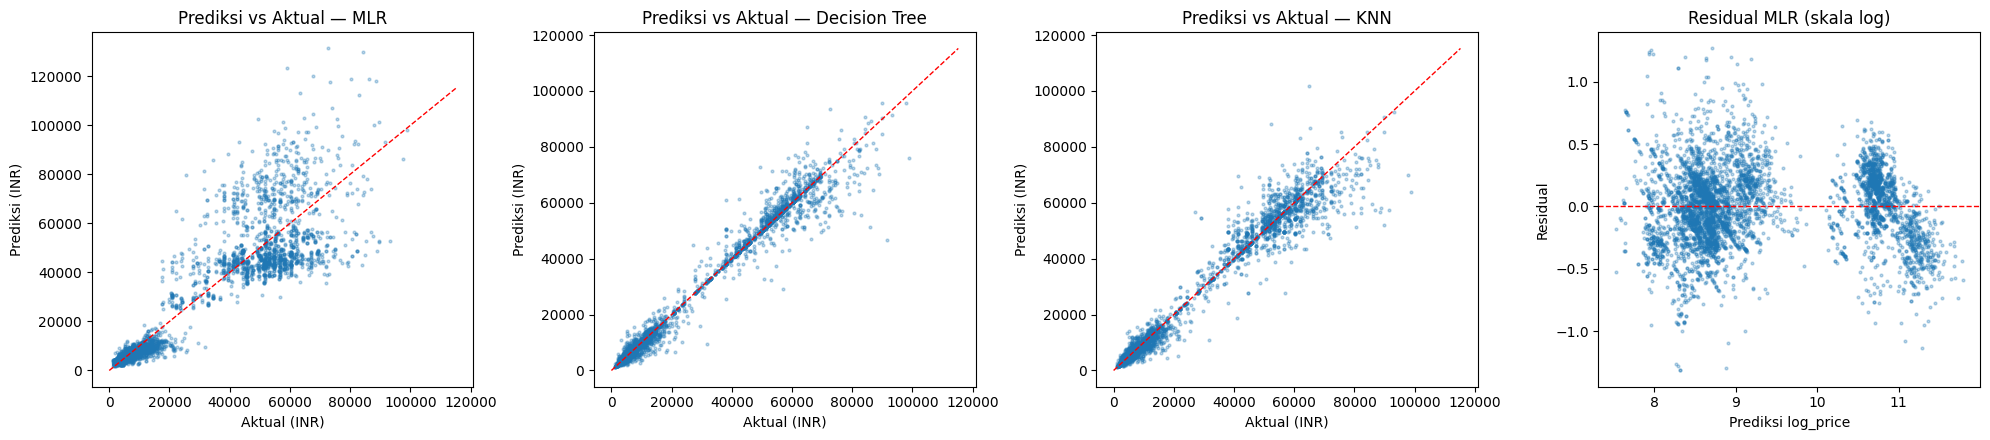 Prediksi vs Aktual — MLR
Prediksi (INR)
120000
100000
80000
60000
40000
20000
0
0 20000 40000 60000 80000 100000 120000
Aktual (INR)
Prediksi vs Aktual — Decision Tree
Prediksi (INR)
120000
100000
80000
60000
40000
20000
0
0 20000 40000 60000 80000 100000 120000
Aktual (INR)
Prediksi vs Aktual — KNN
Prediksi (INR)
120000
100000
80000
60000
40000
20000
0
0 20000 40000 60000 80000 100000 120000
Aktual (INR)
Residual MLR (skala log)
Residual
1.0
0.5
0.0
−0.5
−1.0
8 9 10 11
Prediksi log_price